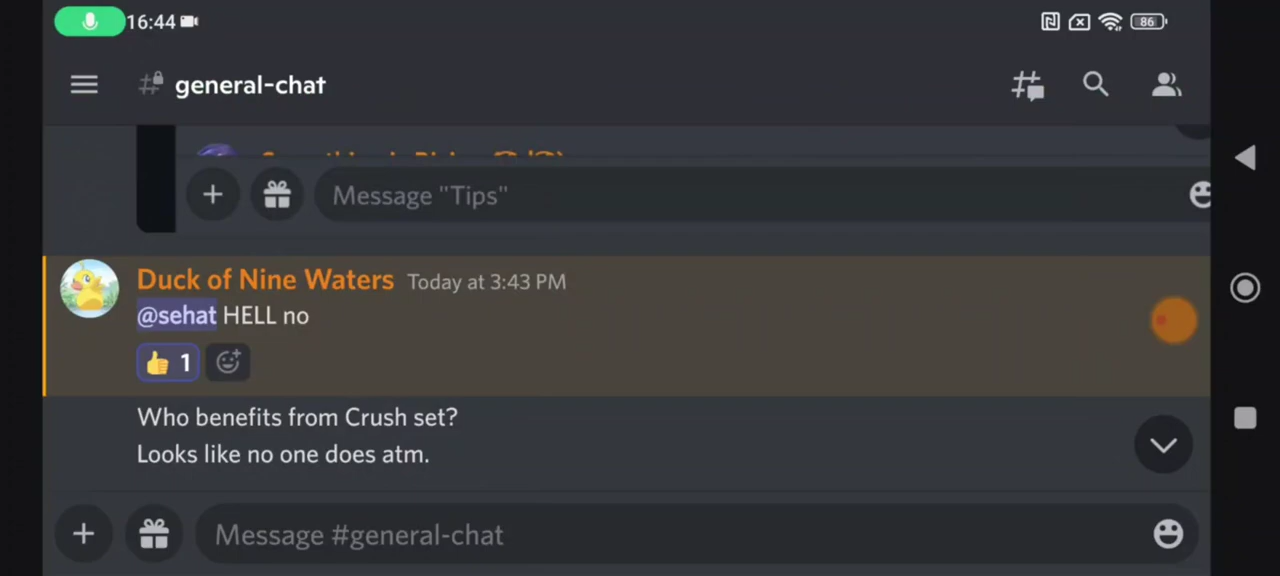 16:44
86
general-chat
Message "Tips"
Duck of Nine Waters Today at 3:43 PM
@sehat HELL no
1
Who benefits from Crush set?
Looks like no one does atm.
Message #general-chat